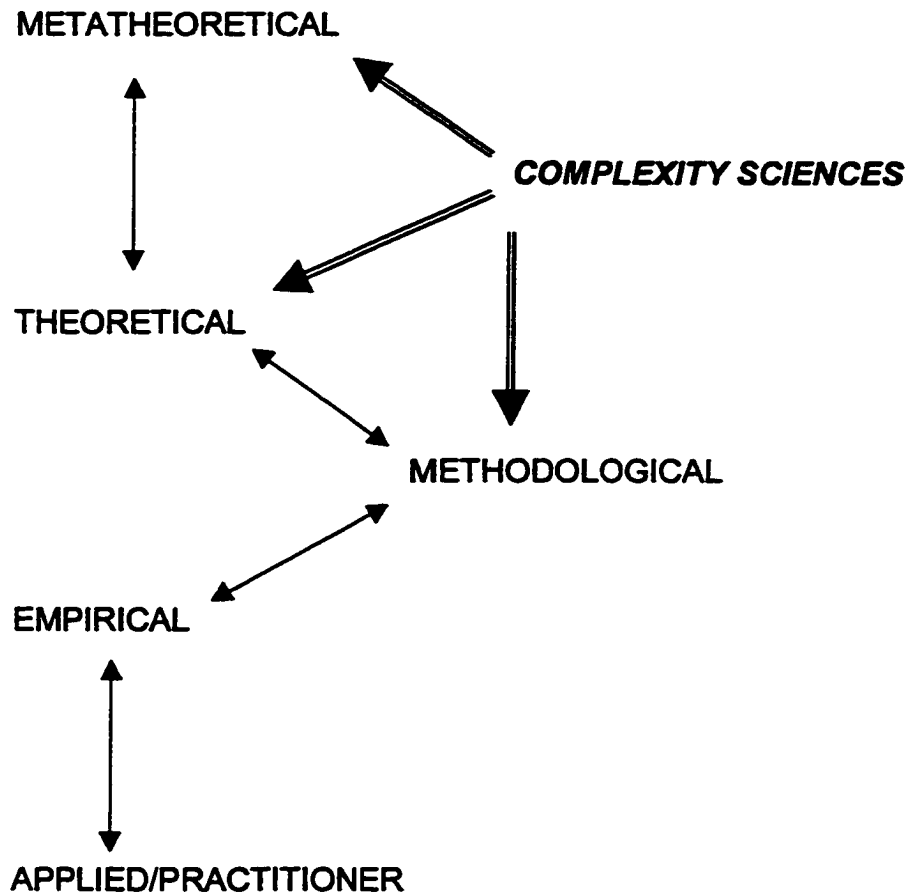 METATHEORETICAL
COMPLEXITY SCIENCES
THEORETICAL
METHODOLOGICAL
EMPIRICAL
APPLIED/PRACTITIONER